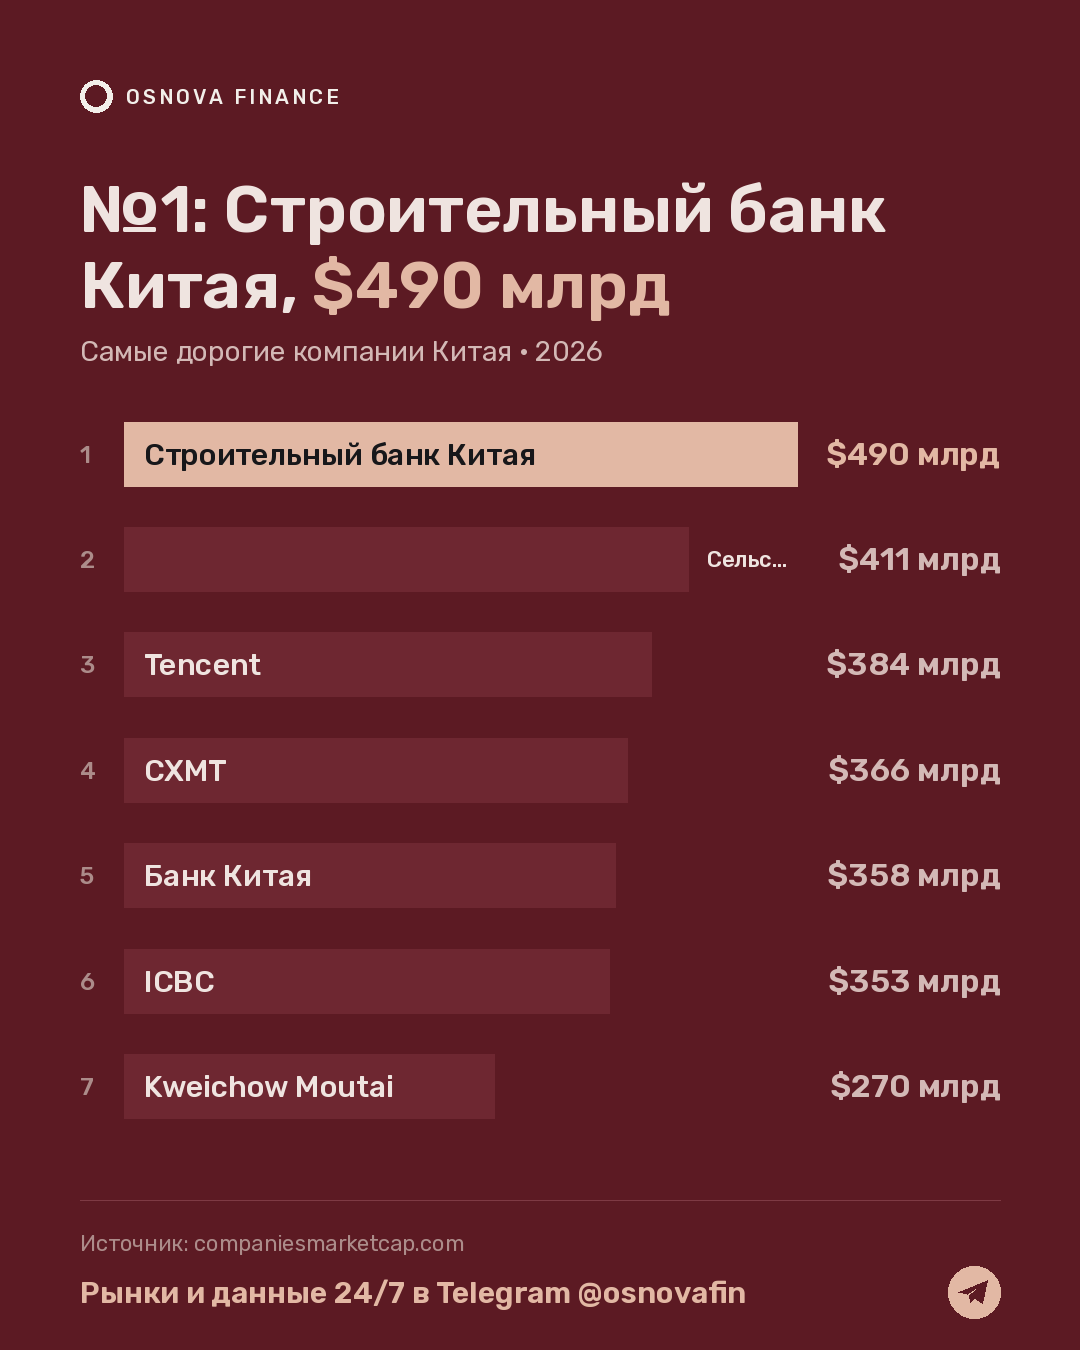 OSNOVA FINANCE
№1: Строительный банк
Китая, $490 млрд
Самые дорогие компании Китая • 2026
1 Строительный банк Китая $490 млрд
2 Сельс... $411 млрд
3 Tencent $384 млрд
4 CXMT $366 млрд
5 Банк Китая $358 млрд
6 ICBC $353 млрд
7 Kweichow Moutai $270 млрд
Источник: companiesmarketcap.com
Рынки и данные 24/7 в Telegram @osnovafin